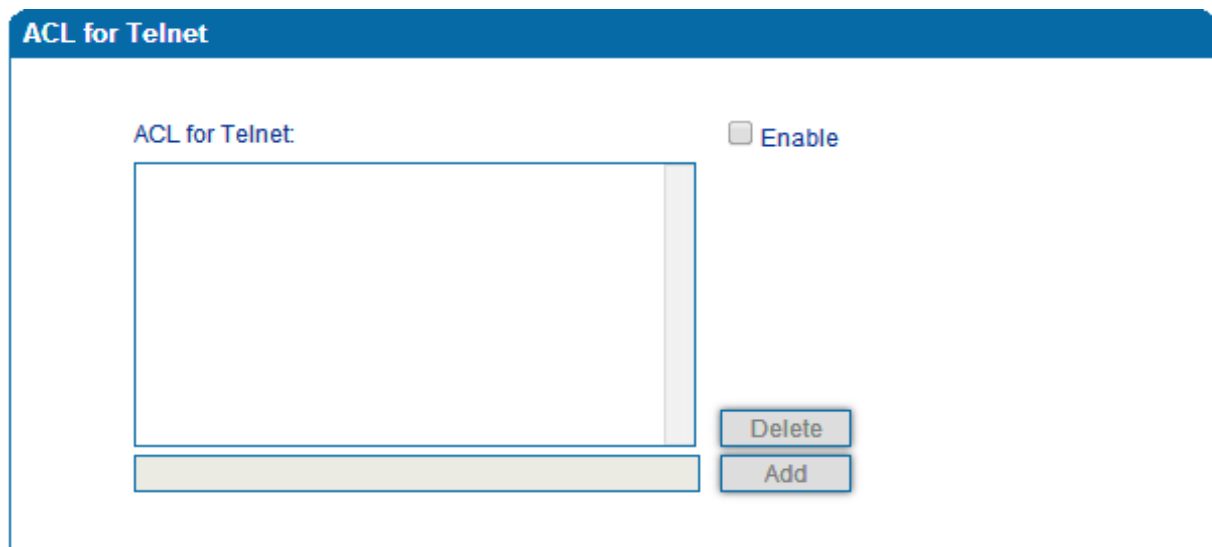 ACL for Telnet
ACL for Telnet:
Enable
Delete
Add